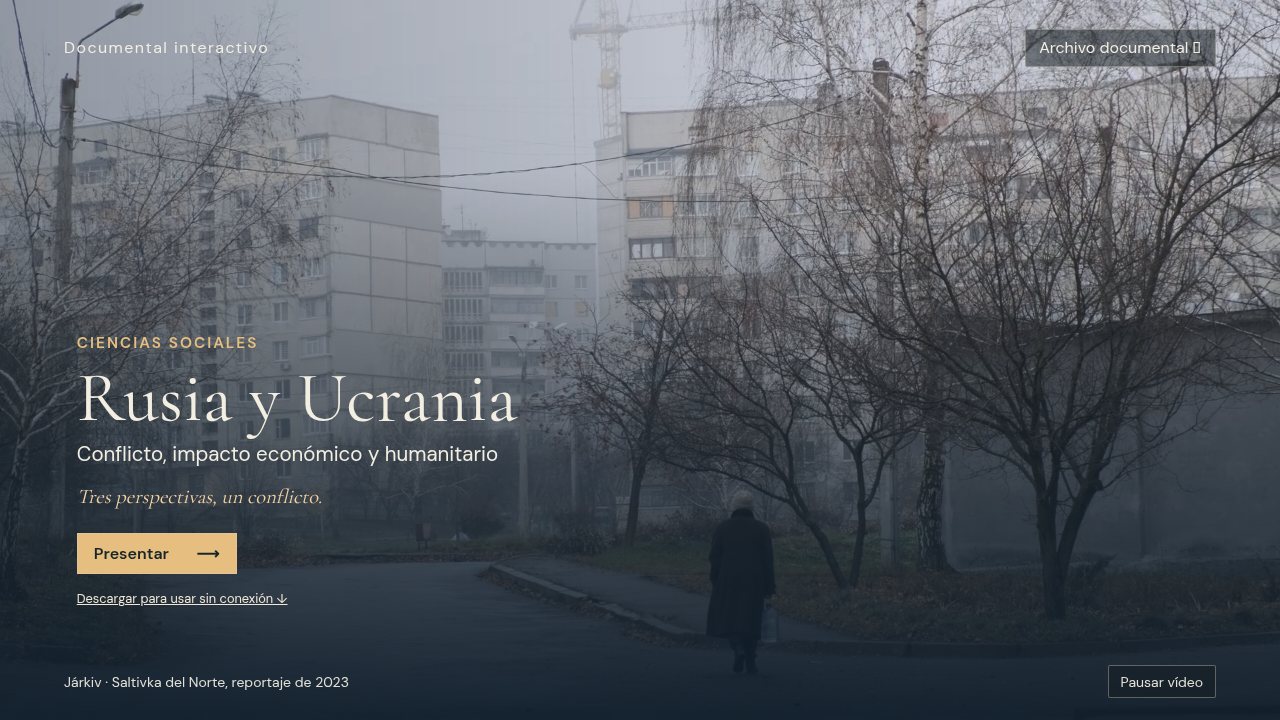 Documental interactivo
Archivo documental
CIENCIAS SOCIALES
Rusia y Ucrania
Conflicto, impacto económico y humanitario
Tres perspectivas, un conflicto.
Presentar ⟶
Descargar para usar sin conexión ↓
Járkiv · Saltivka del Norte, reportaje de 2023
Pausar vídeo